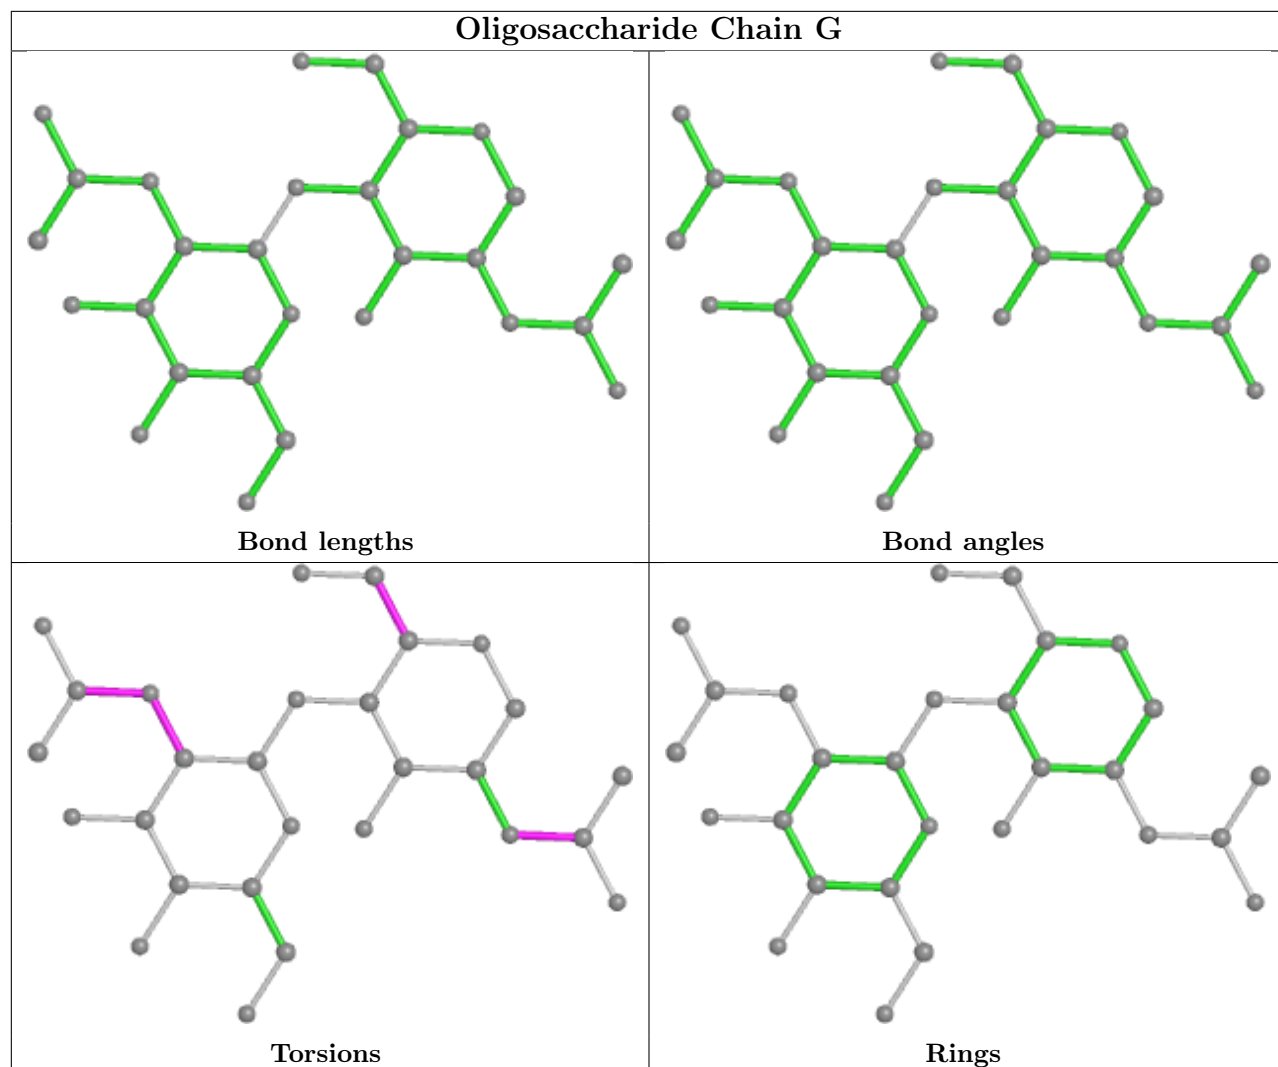 Oligosaccharide Chain G
Bond lengths
Bond angles
Torsions
Rings